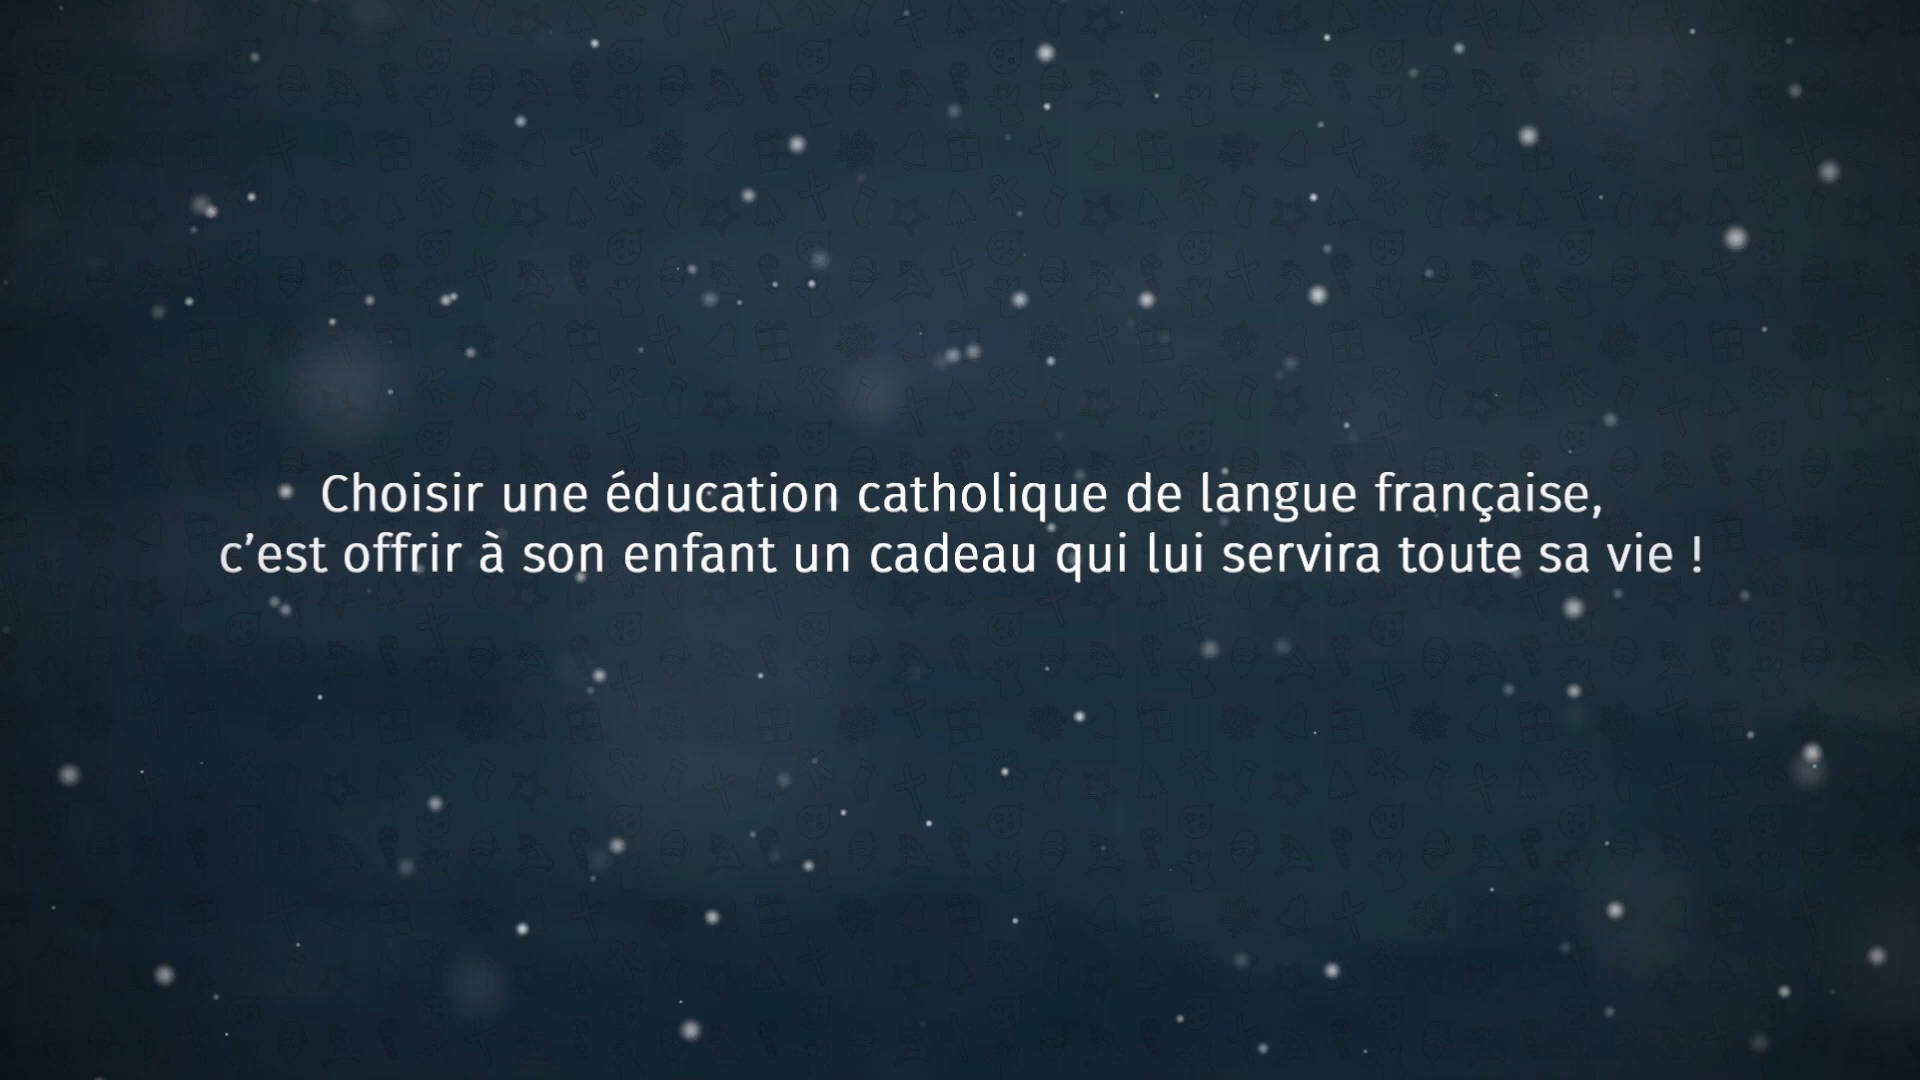 Choisir une éducation catholique de langue française,
c’est offrir à son enfant un cadeau qui lui servira toute sa vie !